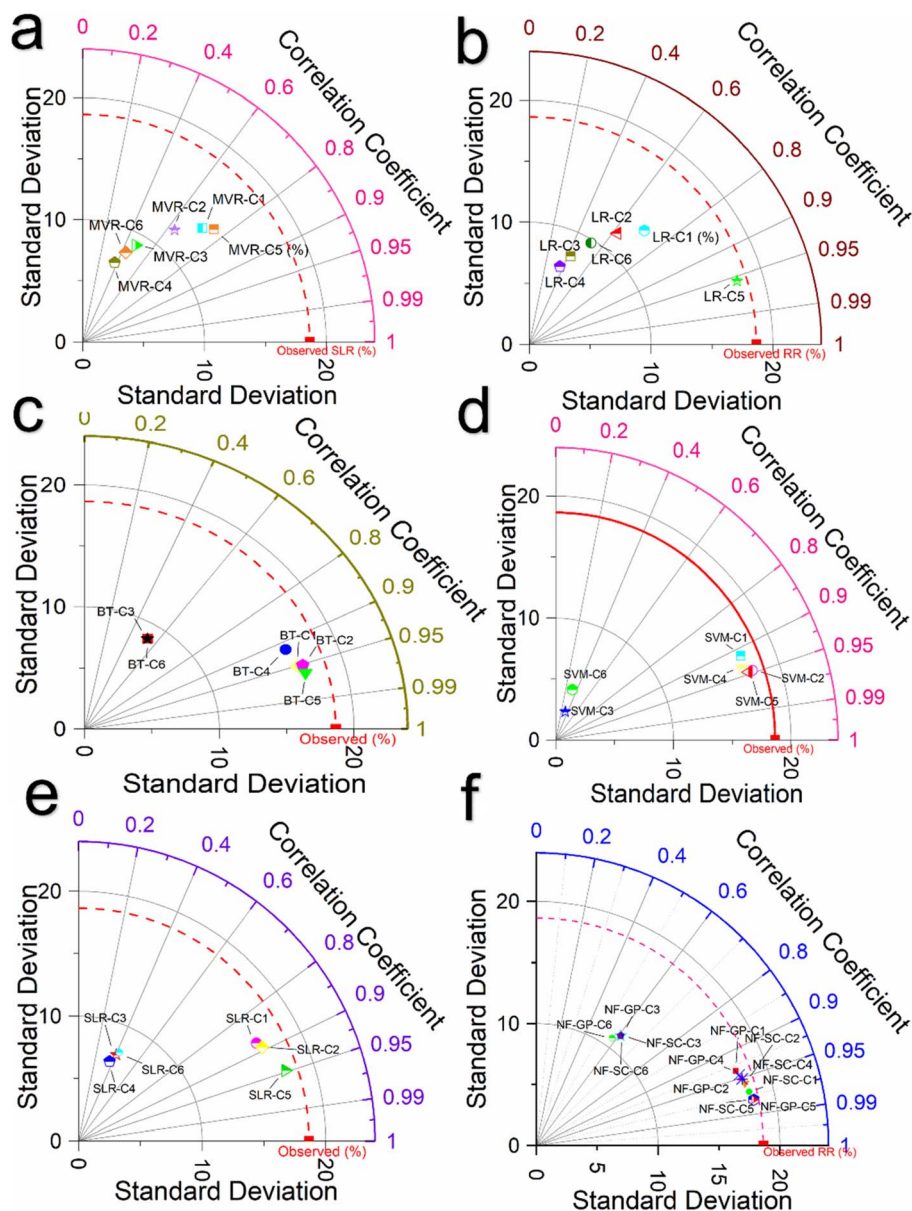 a
0
0.2
0.4
0.6
0.8
0.9
0.95
0.99
1
Correlation Coefficient
Standard Deviation
20
10
0
MVR-C6
MVR-C2
MVR-C1
MVR-C5 (%)
MVR-C3
MVR-C4
Observed SLR (%)
0
10
20
Standard Deviation
b
0
0.2
0.4
0.6
0.8
0.9
0.95
0.99
1
Correlation Coefficient
Standard Deviation
20
10
0
LR-C2
LR-C1 (%)
LR-C3
LR-C6
LR-C4
LR-C5
Observed RR (%)
0
10
20
Standard Deviation
c
0
0.2
0.4
0.6
0.8
0.9
0.95
0.99
1
Correlation Coefficient
Standard Deviation
20
10
0
BT-C3
BT-C6
BT-C1
BT-C2
BT-C4
BT-C5
Observed (%)
0
10
20
Standard Deviation
d
0
0.2
0.4
0.6
0.8
0.9
0.95
0.99
1
Correlation Coefficient
Standard Deviation
20
10
0
SVM-C1
SVM-C6
SVM-C4
SVM-C2
SVM-C5
SVM-C3
Observed (%)
0
10
20
Standard Deviation
e
0
0.2
0.4
0.6
0.8
0.9
0.95
0.99
1
Correlation Coefficient
Standard Deviation
20
10
0
SLR-C3
SLR-C1
SLR-C2
SLR-C6
SLR-C4
SLR-C5
Observed (%)
0
10
20
Standard Deviation
f
0
0.2
0.4
0.6
0.8
0.9
0.95
0.99
1
Correlation Coefficient
Standard Deviation
20
10
0
NF-GP-C3
NF-GP-C6
NF-GP-C1
NF-SC-C2
NF-SC-C3
NF-GP-C4
NF-SC-C4
NF-SC-C6
NF-GP-C2
NF-SC-C1
NF-SC-C5
NF-GP-C5
Observed RR (%)
0
5
10
15
20
Standard Deviation